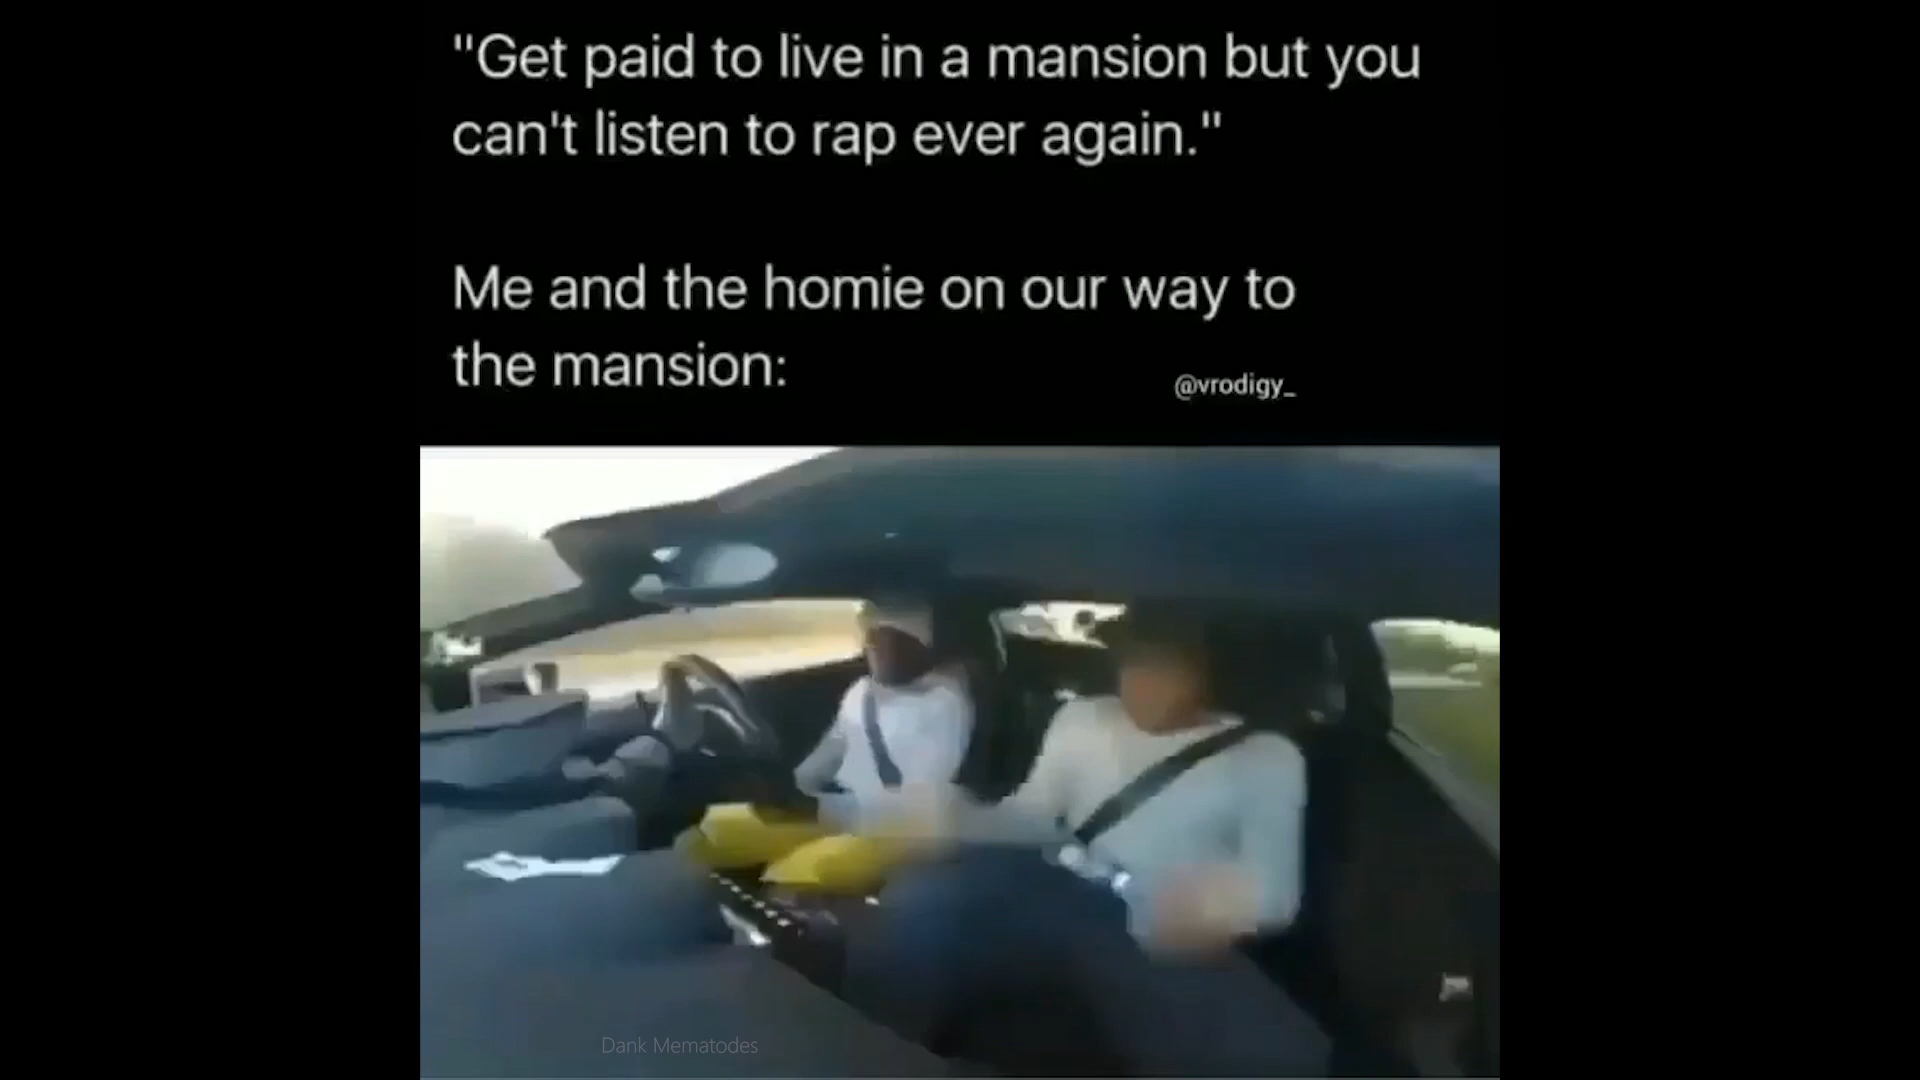 "Get paid to live in a mansion but you
can't listen to rap ever again."
Me and the homie on our way to
the mansion:
@vrodigy_
Dank Mematodes